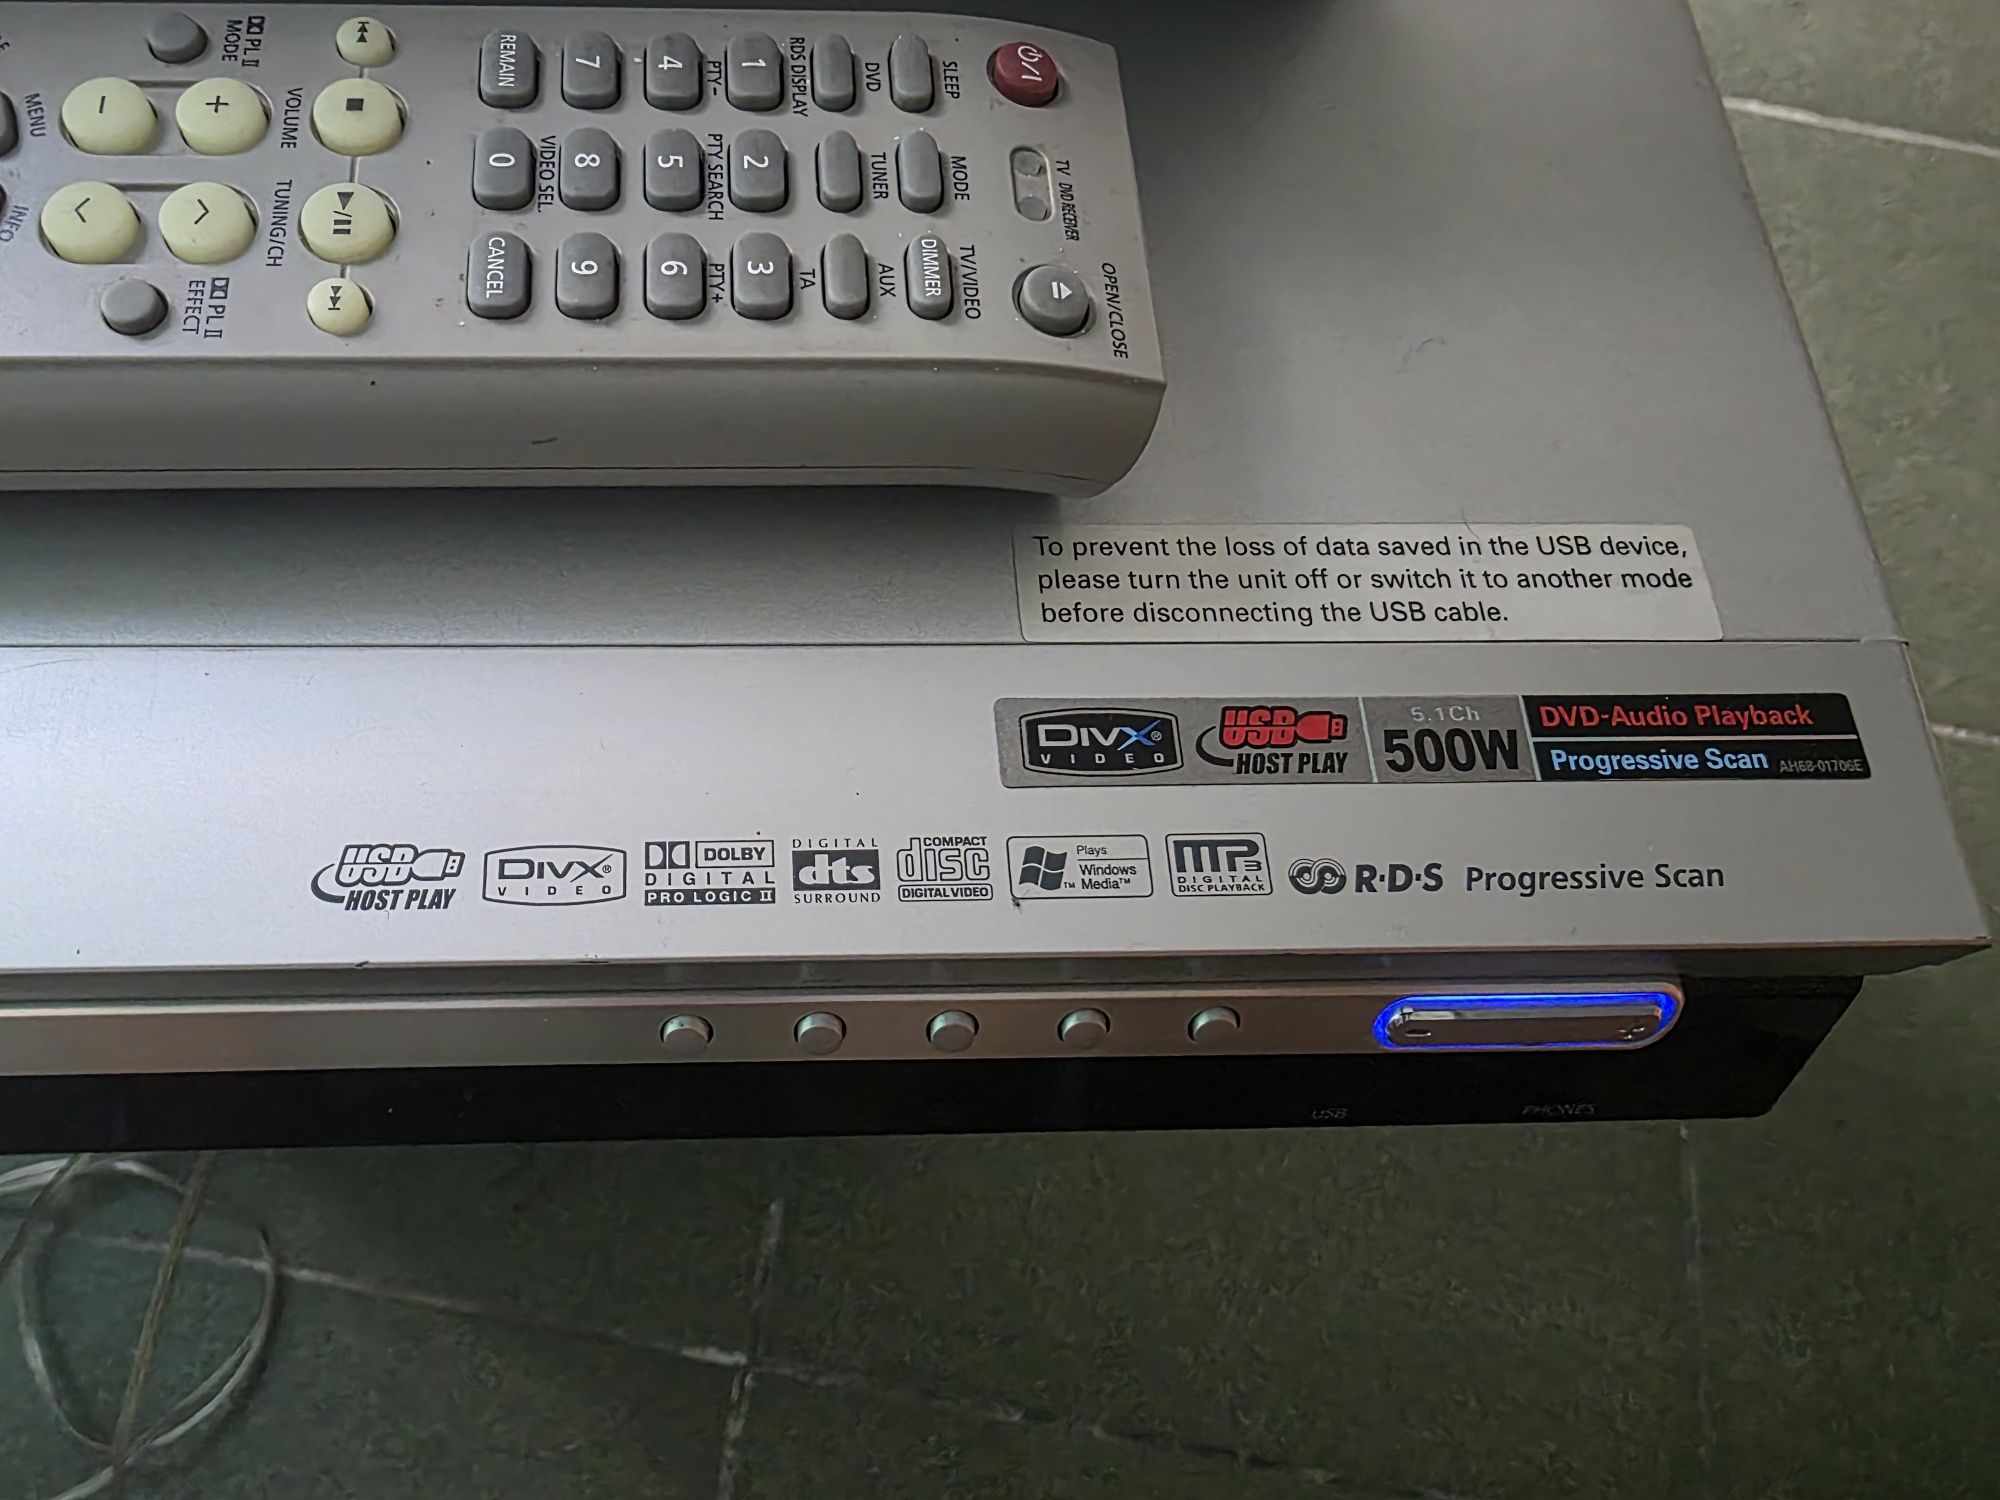 SLEEP
DVD
RDS DISPLAY
1
PTY-
4
7
REMAIN
MODE
TUNER
2
PTY SEARCH
5
8
VIDEO SEL.
0
TV DVD RECEIVER
TV/VIDEO
DIMMER
AUX
TA
3
PTY+
6
9
CANCEL
OPEN/CLOSE
PL II
MODE
VOLUME
- +
TUNING/CH
PL II
EFFECT
MENU
INFO
To prevent the loss of data saved in the USB device,
please turn the unit off or switch it to another mode
before disconnecting the USB cable.
DIVX®
VIDEO
USB
HOST PLAY
5.1Ch
500W
DVD-Audio Playback
Progressive Scan AH68-01706E
USB
HOST PLAY
DIVX®
VIDEO
DOLBY
DIGITAL
PRO LOGIC II
DIGITAL
dts
SURROUND
COMPACT
disc
DIGITAL VIDEO
Plays
Windows
Media™
MP3
DIGITAL
DISC PLAYBACK
R·D·S
Progressive Scan
USB
PHONES